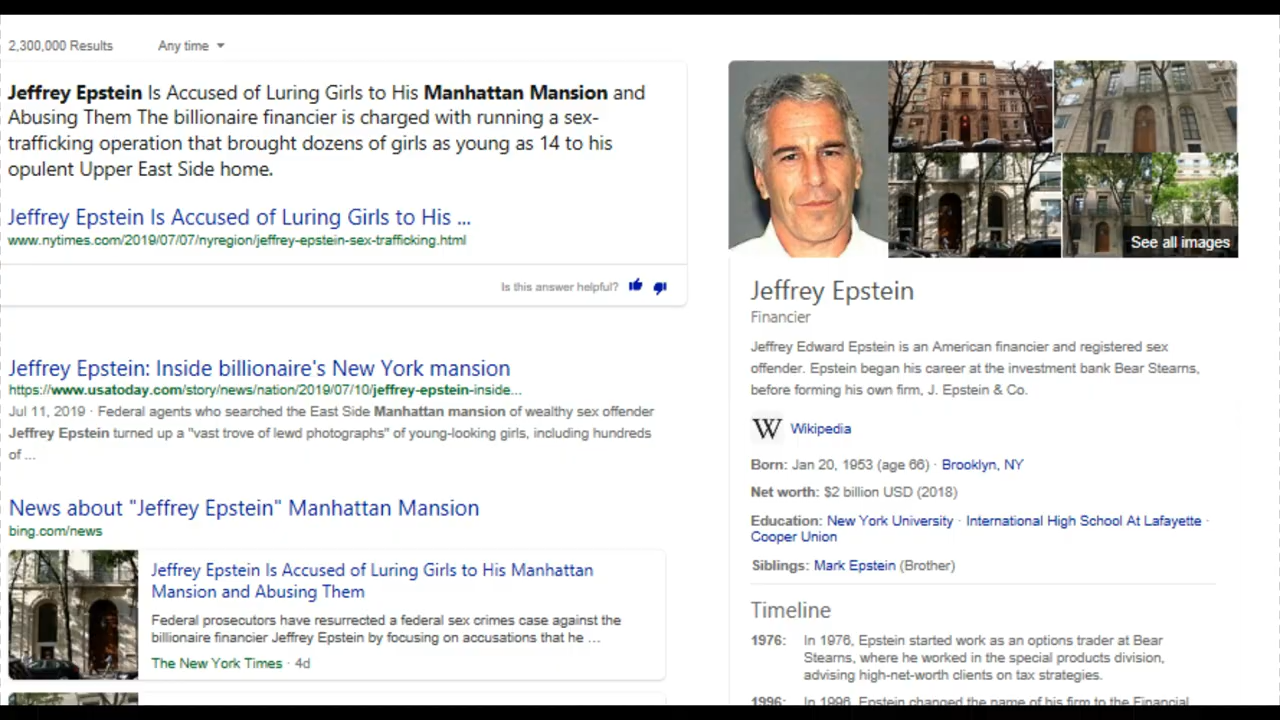 2,300,000 Results Any time
Jeffrey Epstein Is Accused of Luring Girls to His Manhattan Mansion and
Abusing Them The billionaire financier is charged with running a sex-
trafficking operation that brought dozens of girls as young as 14 to his
opulent Upper East Side home.
Jeffrey Epstein Is Accused of Luring Girls to His ...
www.nytimes.com/2019/07/07/nyregion/jeffrey-epstein-sex-trafficking.html
Is this answer helpful?
Jeffrey Epstein: Inside billionaire's New York mansion
https://www.usatoday.com/story/news/nation/2019/07/10/jeffrey-epstein-inside...
Jul 11, 2019 · Federal agents who searched the East Side Manhattan mansion of wealthy sex offender
Jeffrey Epstein turned up a "vast trove of lewd photographs" of young-looking girls, including hundreds
of ...
News about "Jeffrey Epstein" Manhattan Mansion
bing.com/news
Jeffrey Epstein Is Accused of Luring Girls to His Manhattan
Mansion and Abusing Them
Federal prosecutors have resurrected a federal sex crimes case against the
billionaire financier Jeffrey Epstein by focusing on accusations that he ...
The New York Times · 4d
See all images
Jeffrey Epstein
Financier
Jeffrey Edward Epstein is an American financier and registered sex
offender. Epstein began his career at the investment bank Bear Stearns,
before forming his own firm, J. Epstein & Co.
W Wikipedia
Born: Jan 20, 1953 (age 66) · Brooklyn, NY
Net worth: $2 billion USD (2018)
Education: New York University · International High School At Lafayette ·
Cooper Union
Siblings: Mark Epstein (Brother)
Timeline
1976: In 1976, Epstein started work as an options trader at Bear
Stearns, where he worked in the special products division,
advising high-net-worth clients on tax strategies.
1996: In 1996, Epstein changed the name of his firm to the Financial